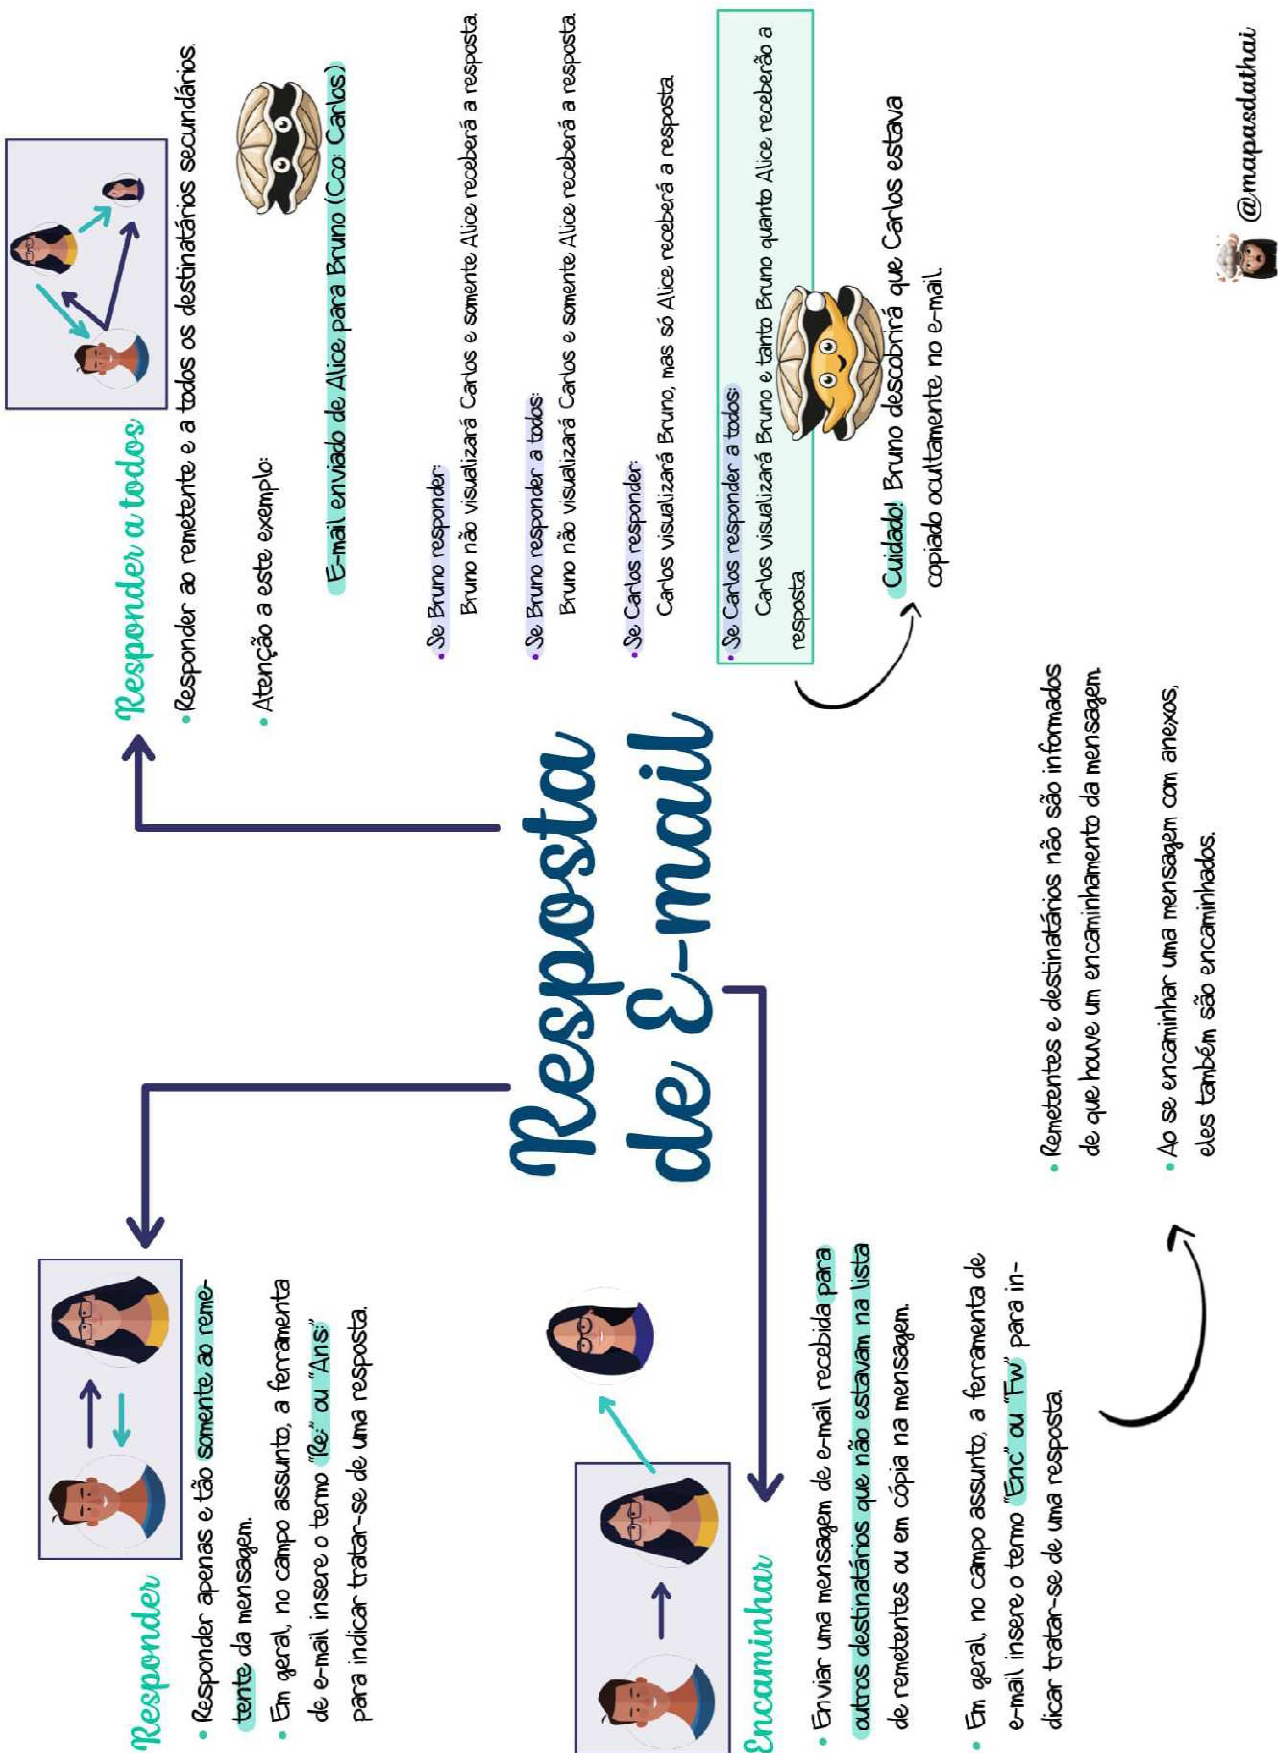 Resposta
de E-mail
Responder
• Responder apenas e tão somente ao reme-
tente da mensagem.
• Em geral, no campo assunto, a ferramenta
de e-mail insere o termo "Re:" ou "Ans:"
para indicar tratar-se de uma resposta.
Responder a todos
• Responder ao remetente e a todos os destinatários secundários.
• Atenção a este exemplo:
E-mail enviado de Alice para Bruno (Cco: Carlos)
• Se Bruno responder:
Bruno não visualizará Carlos e somente Alice receberá a resposta.
• Se Bruno responder a todos:
Bruno não visualizará Carlos e somente Alice receberá a resposta.
• Se Carlos responder:
Carlos visualizará Bruno, mas só Alice receberá a resposta.
• Se Carlos responder a todos:
Carlos visualizará Bruno e tanto Bruno quanto Alice receberão a
resposta.
Cuidado! Bruno descobrirá que Carlos estava
copiado ocultamente no e-mail.
Encaminhar
• Enviar uma mensagem de e-mail recebida para
outros destinatários que não estavam na lista
de remetentes ou em cópia na mensagem.
• Em geral, no campo assunto, a ferramenta de
e-mail insere o termo "Enc" ou "Fw" para in-
dicar tratar-se de uma resposta.
• Remetentes e destinatários não são informados
de que houve um encaminhamento da mensagem.
• Ao se encaminhar uma mensagem com anexos,
eles também são encaminhados.
@mapasdathai